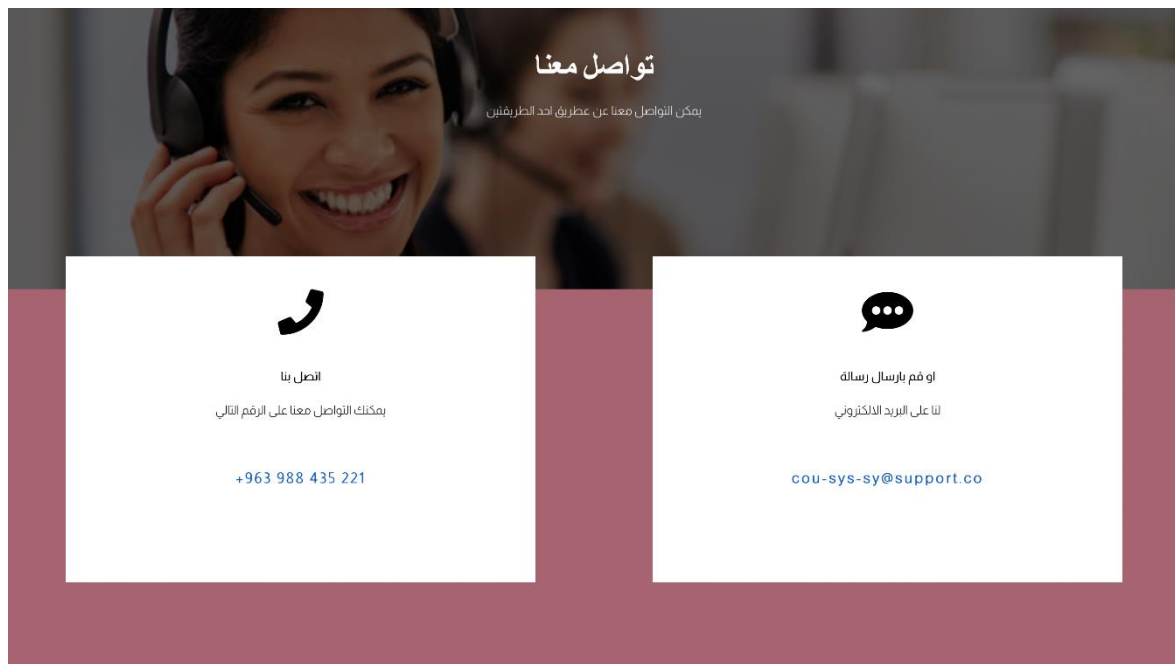 تواصل معنا
يمكن التواصل معنا عن عطريق احد الطريقتين
اتصل بنا
يمكنك التواصل معنا على الرقم التالي
+963 988 435 221
او قم بارسال رسالة
لنا على البريد الالكتروني
cou-sys-sy@support.co